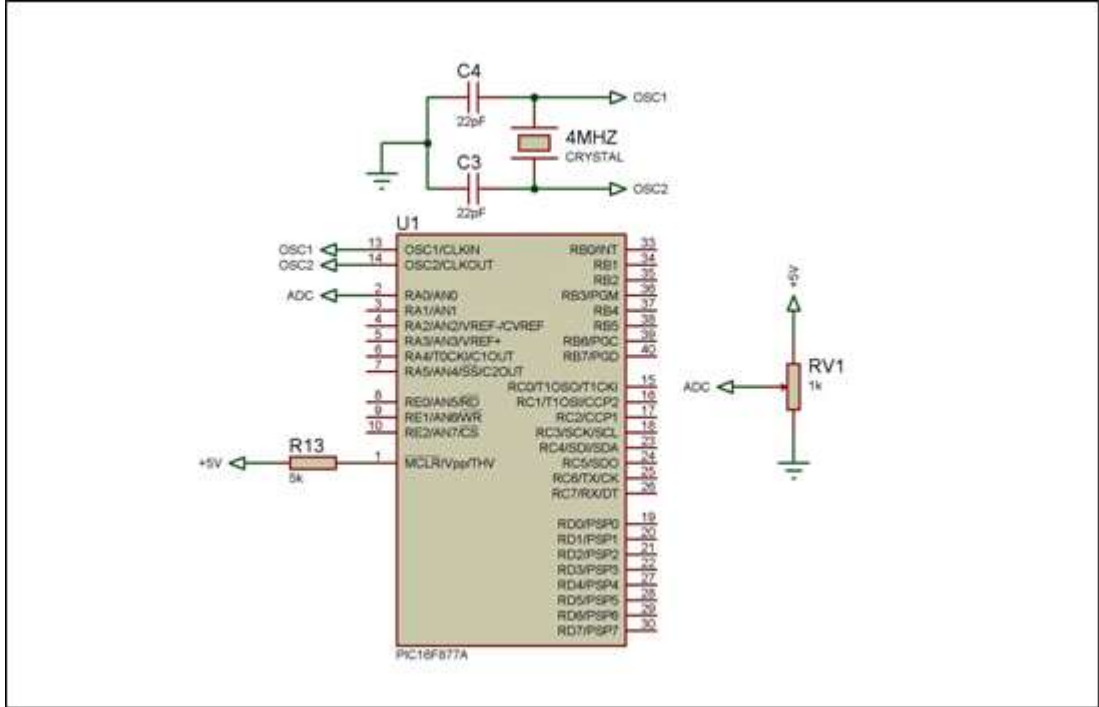 C4
22pF
OSC1
4MHZ
CRYSTAL
C3
22pF
OSC2
U1
OSC1 13 OSC1/CLKIN
OSC2 14 OSC2/CLKOUT
ADC 2 RA0/AN0
3 RA1/AN1
4 RA2/AN2/VREF-/CVREF
5 RA3/AN3/VREF+
6 RA4/T0CKI/C1OUT
7 RA5/AN4/SS/C2OUT
8 RE0/AN5/RD
9 RE1/AN6/WR
10 RE2/AN7/CS
1 MCLR/Vpp/THV
R13
+5V
5k
RB0/INT 33
RB1 34
RB2 35
RB3/PGM 36
RB4 37
RB5 38
RB6/PGC 39
RB7/PGD 40
RC0/T1OSO/T1CKI 15
RC1/T1OSI/CCP2 16
RC2/CCP1 17
RC3/SCK/SCL 18
RC4/SDI/SDA 23
RC5/SDO 24
RC6/TX/CK 25
RC7/RX/DT 26
RD0/PSP0 19
RD1/PSP1 20
RD2/PSP2 21
RD3/PSP3 22
RD4/PSP4 27
RD5/PSP5 28
RD6/PSP6 29
RD7/PSP7 30
PIC16F877A
+5V
RV1
1k
ADC